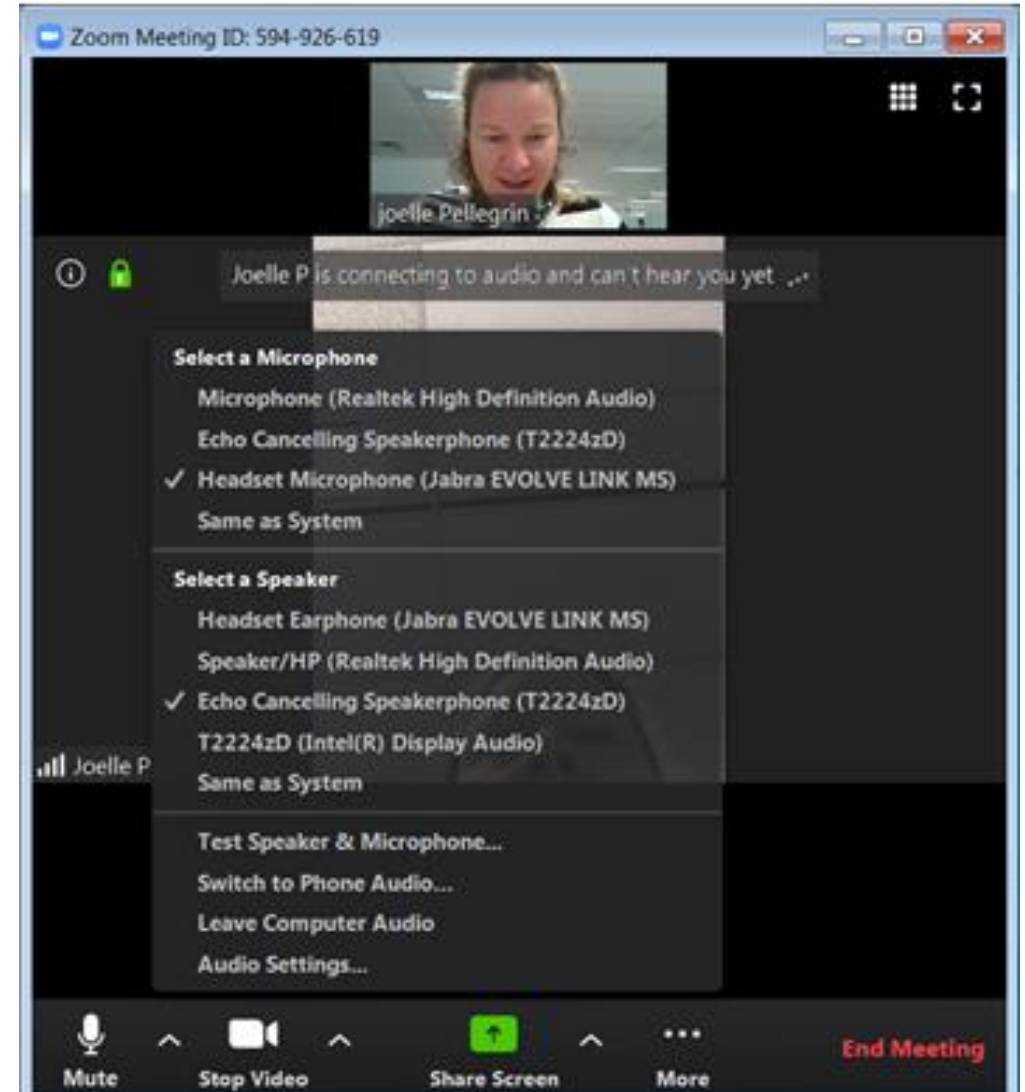 Zoom Meeting ID: 594-926-619
joelle Pellegrin
Joelle P is connecting to audio and can't hear you yet
Select a Microphone
Microphone (Realtek High Definition Audio)
Echo Cancelling Speakerphone (T2224zD)
✓ Headset Microphone (Jabra EVOLVE LINK MS)
Same as System
Select a Speaker
Headset Earphone (Jabra EVOLVE LINK MS)
Speaker/HP (Realtek High Definition Audio)
✓ Echo Cancelling Speakerphone (T2224zD)
T2224zD (Intel(R) Display Audio)
Joelle P
Same as System
Test Speaker & Microphone...
Switch to Phone Audio...
Leave Computer Audio
Audio Settings...
Mute Stop Video Share Screen More End Meeting